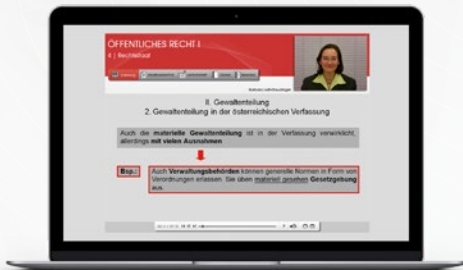 ÖFFENTLICHES RECHT I
4 | Rechtsstaat
II. Gewaltenteilung
2. Gewaltenteilung in der österreichischen Verfassung
Auch die materielle Gewaltenteilung ist in der Verfassung verwirklicht,
allerdings mit vielen Ausnahmen
Bsp.:
Auch Verwaltungsbehörden können generelle Normen in Form von
Verordnungen erlassen. Sie üben materiell gesehen Gesetzgebung
aus.